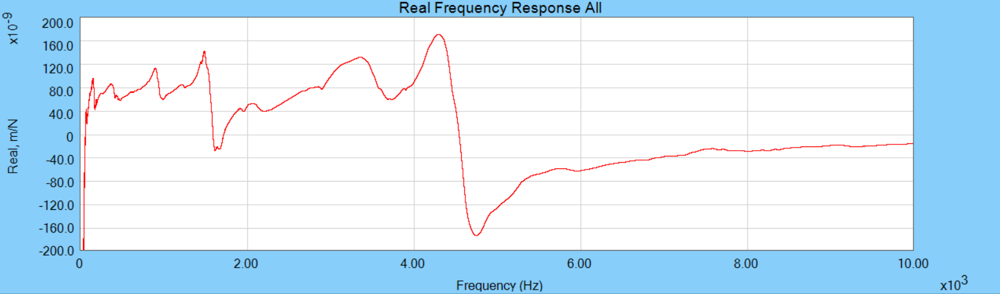 Real Frequency Response All
x10-9
200.0
160.0
120.0
80.0
40.0
0
-40.0
-80.0
-120.0
-160.0
-200.0
Real, m/N
0 2.00 4.00 6.00 8.00 10.00
Frequency (Hz)
x103